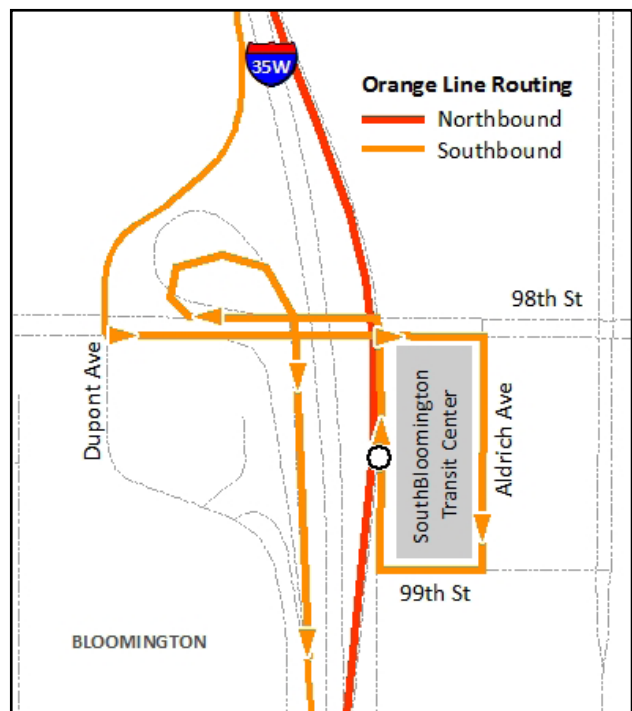 35W
Orange Line Routing
Northbound
Southbound
98th St
Dupont Ave
SouthBloomington
Transit Center
Aldrich Ave
99th St
BLOOMINGTON